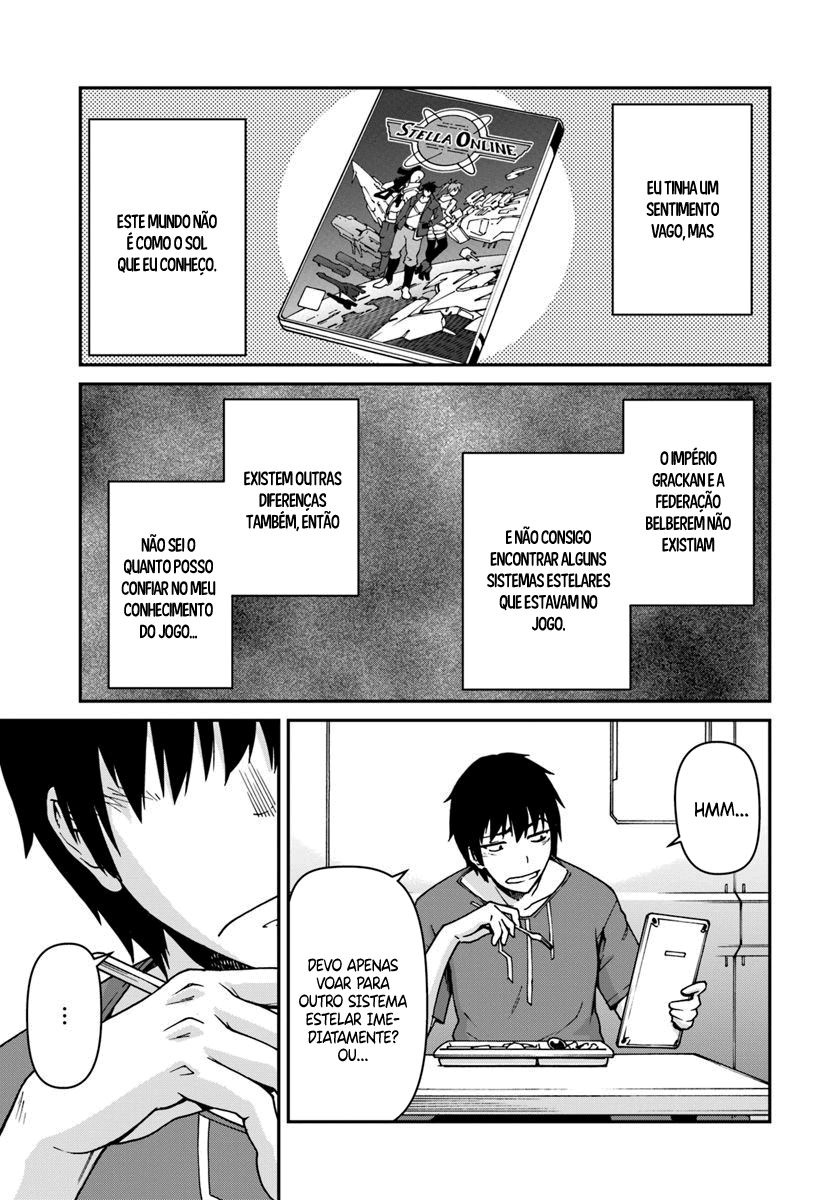 EU TINHA UM
SENTIMENTO
VAGO, MAS
STELLA ONLINE
ESTE MUNDO NÃO
É COMO O SOL
QUE EU CONHEÇO.
O IMPÉRIO
GRACKAN E A
FEDERAÇÃO
BELBEREM NÃO
EXISTIAM
E NÃO CONSIGO
ENCONTRAR ALGUNS
SISTEMAS ESTELARES
QUE ESTAVAM NO
JOGO.
EXISTEM OUTRAS
DIFERENÇAS
TAMBÉM, ENTÃO
NÃO SEI O
QUANTO POSSO
CONFIAR NO MEU
CONHECIMENTO
DO JOGO...
HMM...
DEVO APENAS
VOAR PARA
OUTRO SISTEMA
ESTELAR IME-
DIATAMENTE?
OU...
...